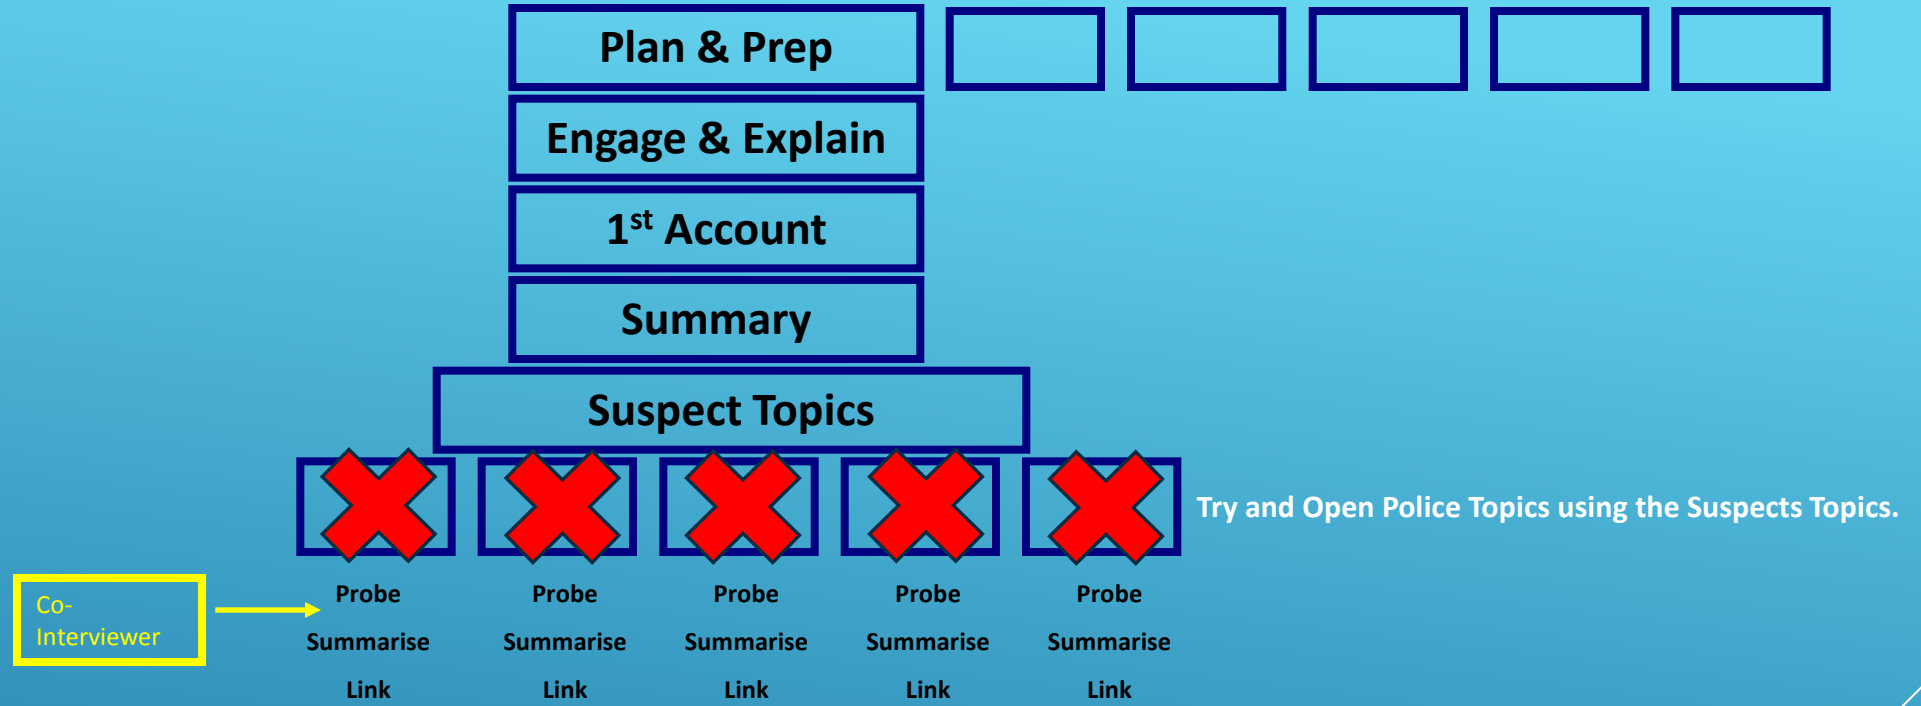 Plan & Prep
Engage & Explain
1st Account
Summary
Suspect Topics
Try and Open Police Topics using the Suspects Topics.
Co-
Interviewer
Probe Probe Probe Probe Probe
Summarise Summarise Summarise Summarise Summarise
Link Link Link Link Link